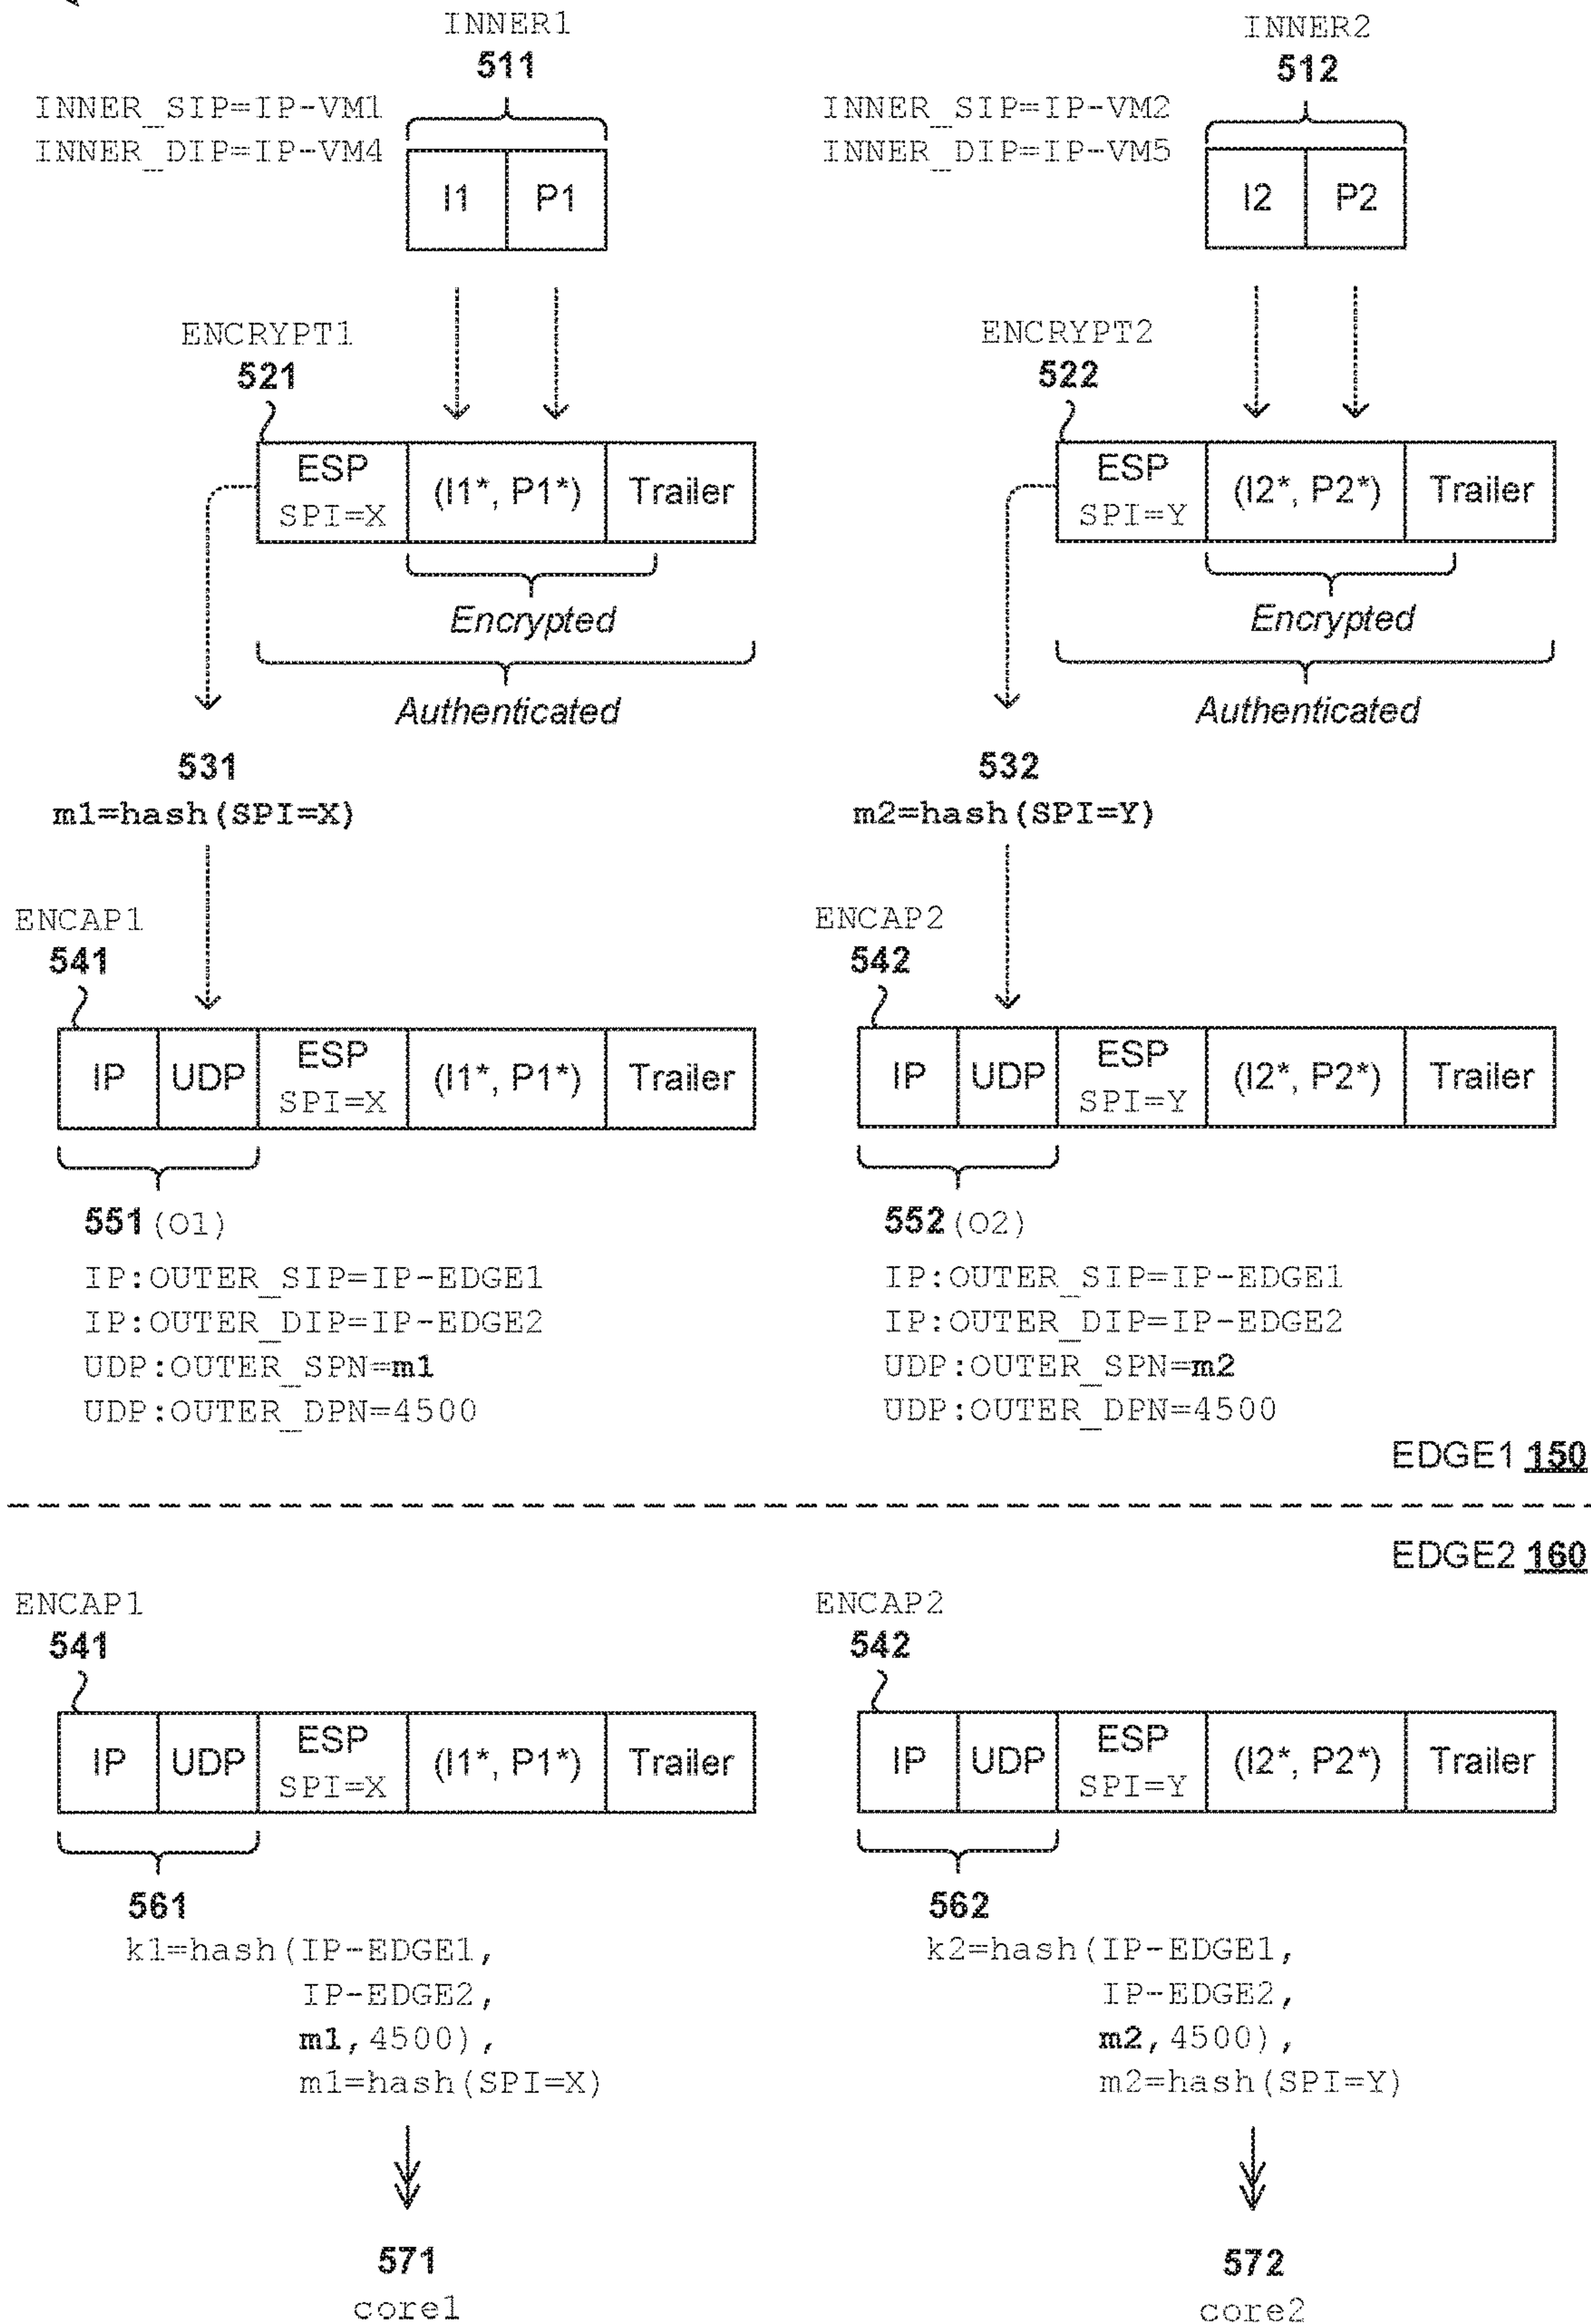 INNER1
511
INNER_SIP=IP-VM1
INNER_DIP=IP-VM4
I1 P1
ENCRYPT1
521
ESP
SPI=X
(I1*, P1*)
Trailer
Encrypted
Authenticated
531
m1=hash(SPI=X)
ENCAP1
541
IP
UDP
ESP
SPI=X
(I1*, P1*)
Trailer
551 (O1)
IP:OUTER_SIP=IP-EDGE1
IP:OUTER_DIP=IP-EDGE2
UDP:OUTER_SPN=m1
UDP:OUTER_DPN=4500
INNER2
512
INNER_SIP=IP-VM2
INNER_DIP=IP-VM5
I2 P2
ENCRYPT2
522
ESP
SPI=Y
(I2*, P2*)
Trailer
Encrypted
Authenticated
532
m2=hash(SPI=Y)
ENCAP2
542
IP
UDP
ESP
SPI=Y
(I2*, P2*)
Trailer
552 (O2)
IP:OUTER_SIP=IP-EDGE1
IP:OUTER_DIP=IP-EDGE2
UDP:OUTER_SPN=m2
UDP:OUTER_DPN=4500
EDGE1 150
EDGE2 160
ENCAP1
541
IP
UDP
ESP
SPI=X
(I1*, P1*)
Trailer
561
k1=hash(IP-EDGE1,
IP-EDGE2,
m1,4500),
m1=hash(SPI=X)
571
core1
ENCAP2
542
IP
UDP
ESP
SPI=Y
(I2*, P2*)
Trailer
562
k2=hash(IP-EDGE1,
IP-EDGE2,
m2,4500),
m2=hash(SPI=Y)
572
core2